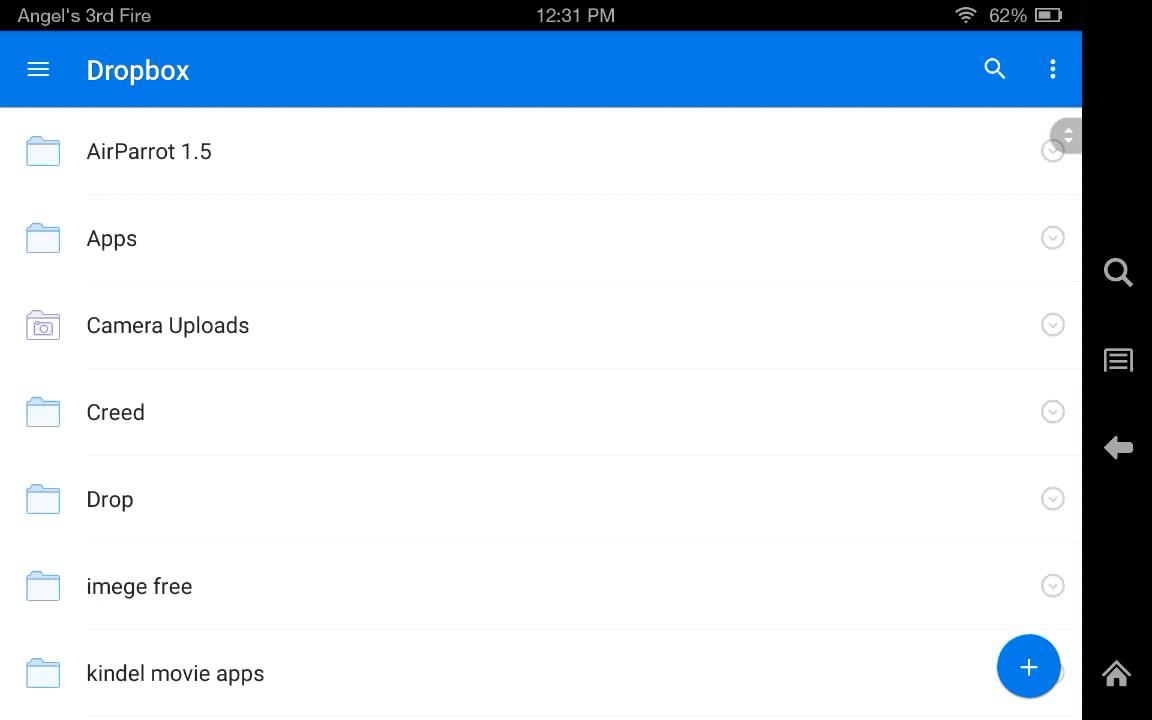 Angel's 3rd Fire 12:31 PM 62%
Dropbox
AirParrot 1.5
Apps
Camera Uploads
Creed
Drop
imege free
kindel movie apps